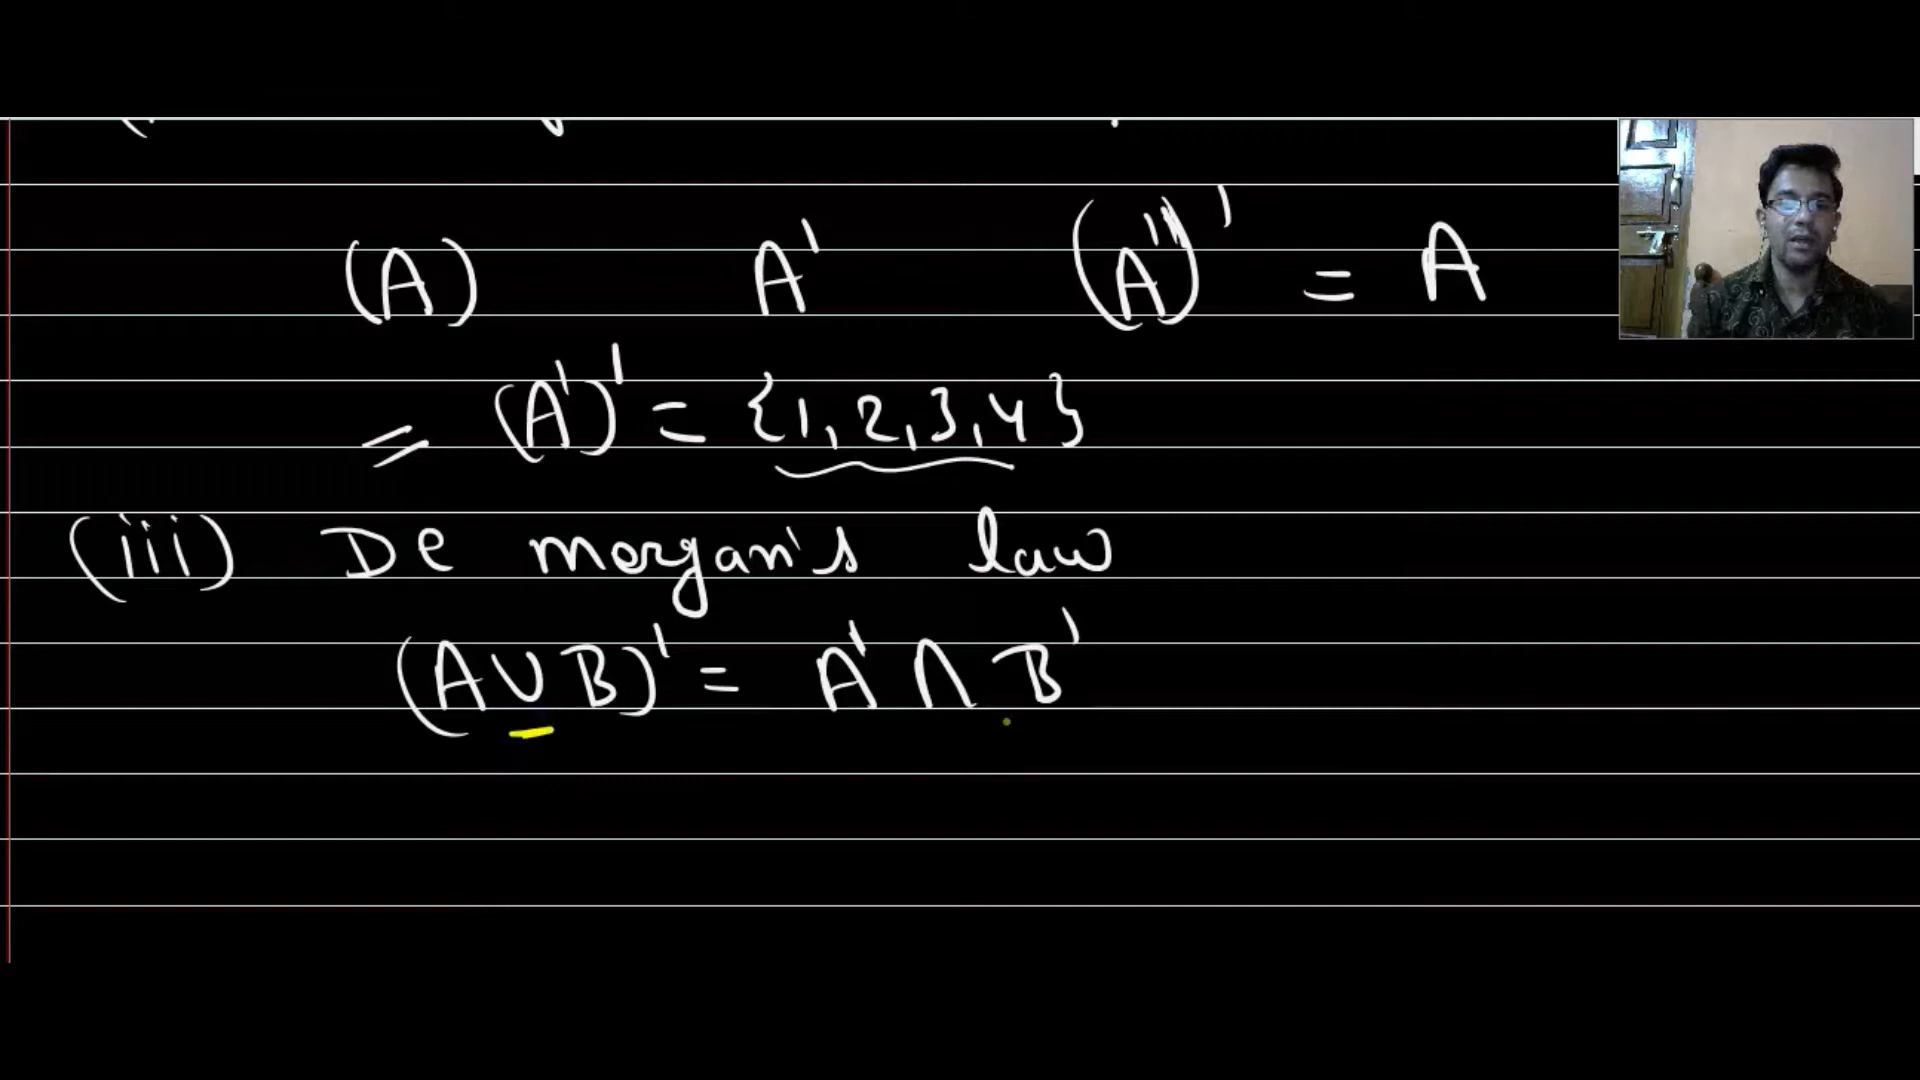 (A) A' (A')' = A
= (A')' = {1, 2, 3, 4}
(iii) De morgan's law
(A∪B)' = A' ∩ B'